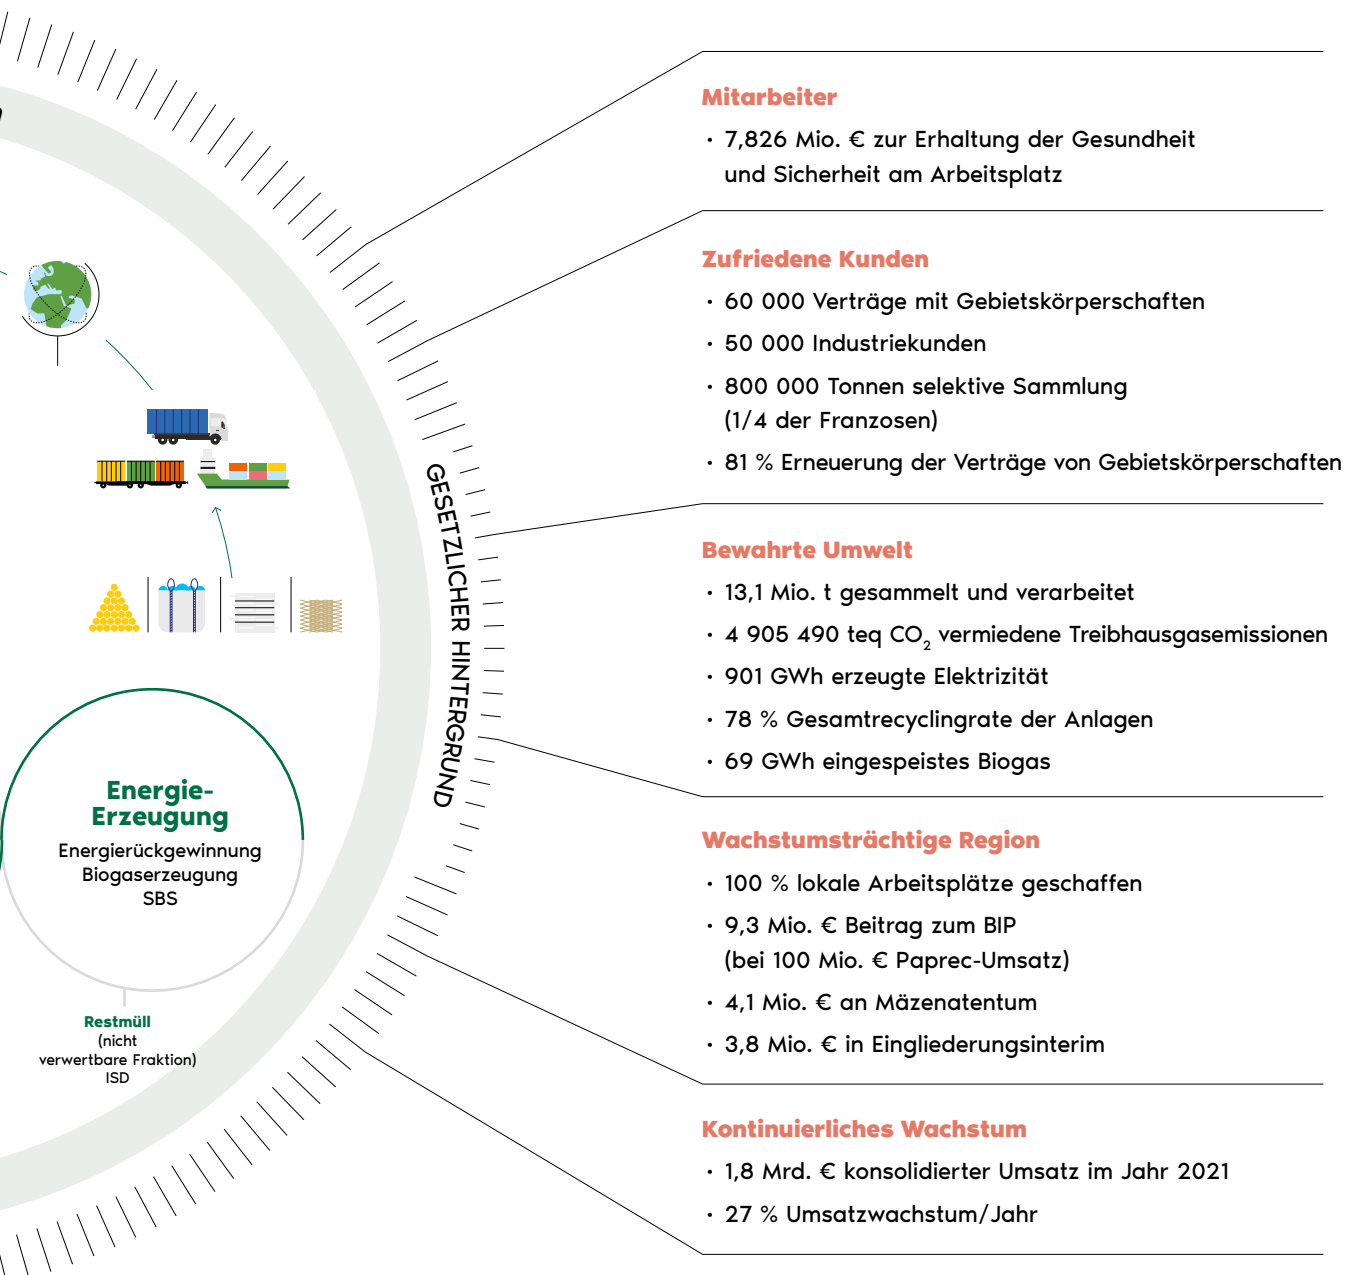 Mitarbeiter
· 7,826 Mio. € zur Erhaltung der Gesundheit
und Sicherheit am Arbeitsplatz
Zufriedene Kunden
· 60 000 Verträge mit Gebietskörperschaften
· 50 000 Industriekunden
· 800 000 Tonnen selektive Sammlung
(1/4 der Franzosen)
· 81 % Erneuerung der Verträge von Gebietskörperschaften
GESETZLICHER HINTERGRUND
Bewahrte Umwelt
· 13,1 Mio. t gesammelt und verarbeitet
· 4 905 490 teq CO₂ vermiedene Treibhausgasemissionen
· 901 GWh erzeugte Elektrizität
· 78 % Gesamtrecyclingrate der Anlagen
· 69 GWh eingespeistes Biogas
Energie-
Erzeugung
Energierückgewinnung
Biogaserzeugung
SBS
Restmüll
(nicht
verwertbare Fraktion)
ISD
Wachstumsträchtige Region
· 100 % lokale Arbeitsplätze geschaffen
· 9,3 Mio. € Beitrag zum BIP
(bei 100 Mio. € Paprec-Umsatz)
· 4,1 Mio. € an Mäzenatentum
· 3,8 Mio. € in Eingliederungsinterim
Kontinuierliches Wachstum
· 1,8 Mrd. € konsolidierter Umsatz im Jahr 2021
· 27 % Umsatzwachstum/Jahr